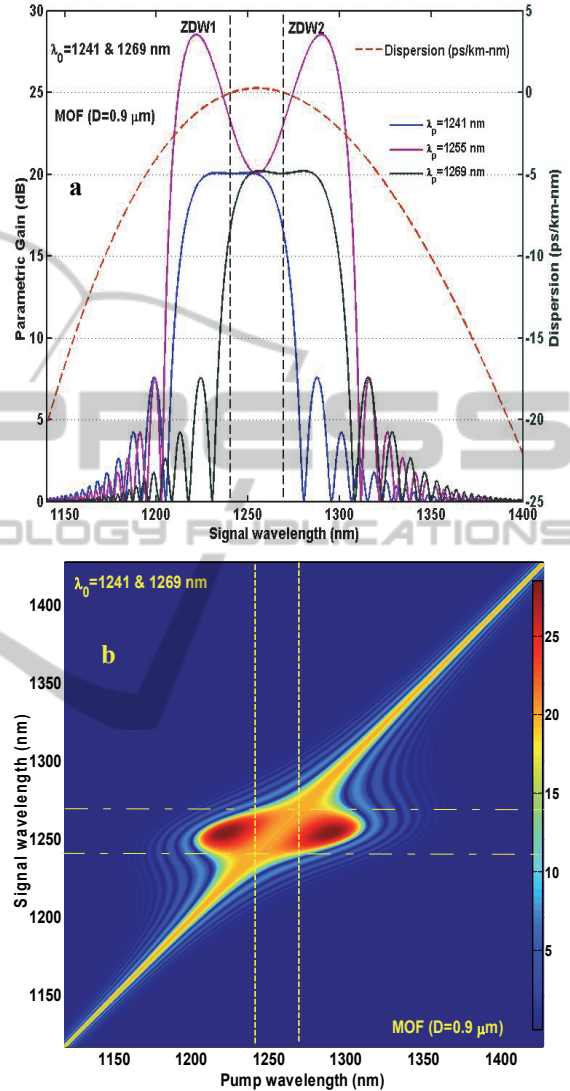 30
25
20
15
10
5
0
5
0
-5
-10
-15
-20
-25
λ0=1241 & 1269 nm
ZDW1
ZDW2
Dispersion (ps/km-nm)
MOF (D=0.9 μm)
λp=1241 nm
λp=1255 nm
λp=1269 nm
a
Parametric Gain (dB)
Dispersion (ps/km-nm)
1150
1200
1250
1300
1350
1400
Signal wavelength (nm)
PRESS
OLOGY PUBLICATIONS
λ0=1241 & 1269 nm
b
1400
1350
1300
1250
1200
1150
Signal wavelength (nm)
25
20
15
10
5
MOF (D=0.9 μm)
1150
1200
1250
1300
1350
1400
Pump wavelength (nm)